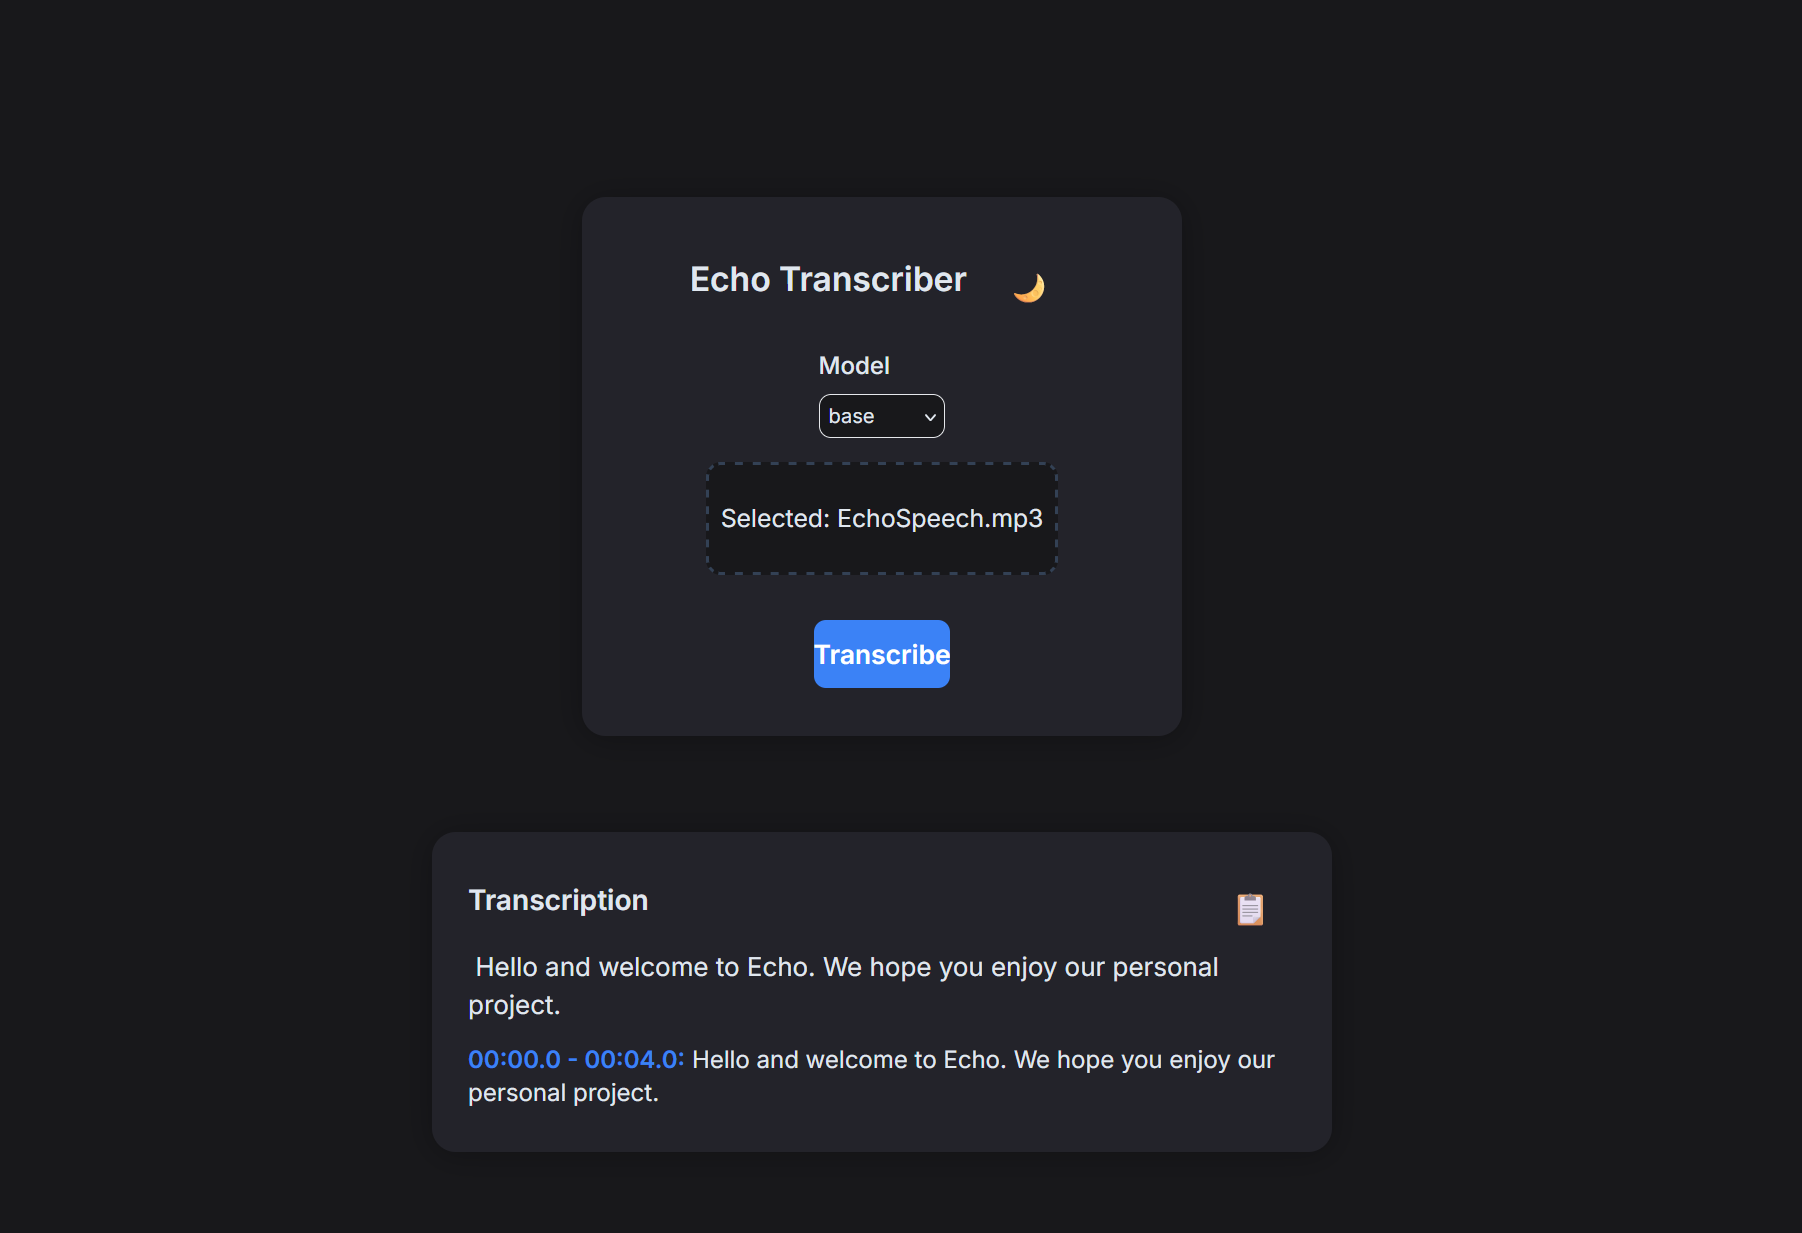 Echo Transcriber
Model
base
Selected: EchoSpeech.mp3
Transcribe
Transcription
Hello and welcome to Echo. We hope you enjoy our personal
project.
00:00.0 - 00:04.0: Hello and welcome to Echo. We hope you enjoy our
personal project.